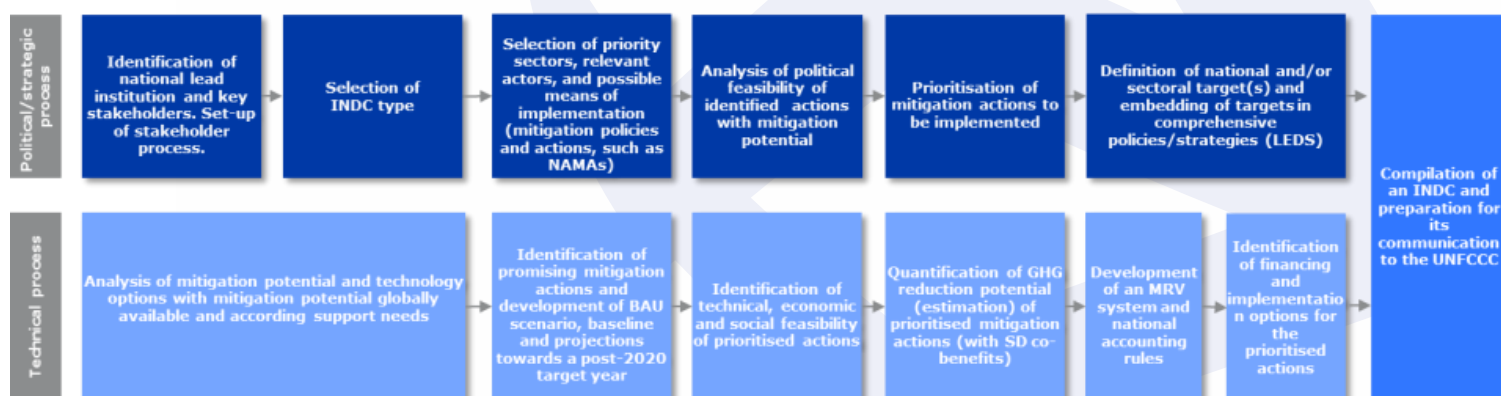 Political/strategic
process
Identification of
national lead
institution and key
stakeholders. Set-up
of stakeholder
process.
Selection of
INDC type
Selection of priority
sectors, relevant
actors, and possible
means of
implementation
(mitigation policies
and actions, such as
NAMAs)
Analysis of political
feasibility of
identified actions
with mitigation
potential
Prioritisation of
mitigation actions to
be implemented
Definition of national and/or
sectoral target(s) and
embedding of targets in
comprehensive
policies/strategies (LEDS)
Compilation of
an INDC and
preparation for
its
communication
to the UNFCCC
Technical process
Analysis of mitigation potential and technology
options with mitigation potential globally
available and according support needs
Identification of
promising mitigation
actions and
development of BAU
scenario, baseline
and projections
towards a post-2020
target year
Identification of
technical, economic
and social feasibility
of prioritised actions
Quantification of GHG
reduction potential
(estimation) of
prioritised mitigation
actions (with SD co-
benefits)
Development
of an MRV
system and
national
accounting
rules
Identification
of financing
and
implementatio
n options for
the
prioritised
actions